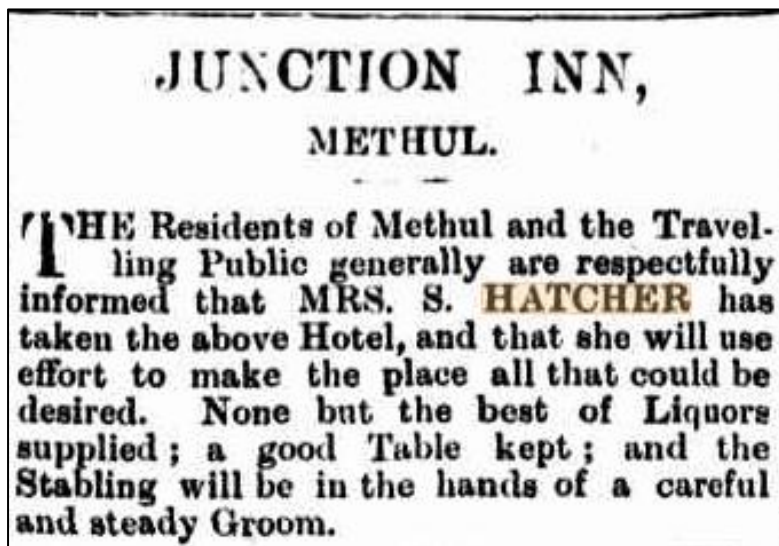 JUNCTION INN,
METHUL.
THE Residents of Methul and the Travel-
ling Public generally are respectfully
informed that MRS. S. HATCHER has
taken the above Hotel, and that she will use
effort to make the place all that could be
desired. None but the best of Liquors
supplied; a good Table kept; and the
Stabling will be in the hands of a careful
and steady Groom.